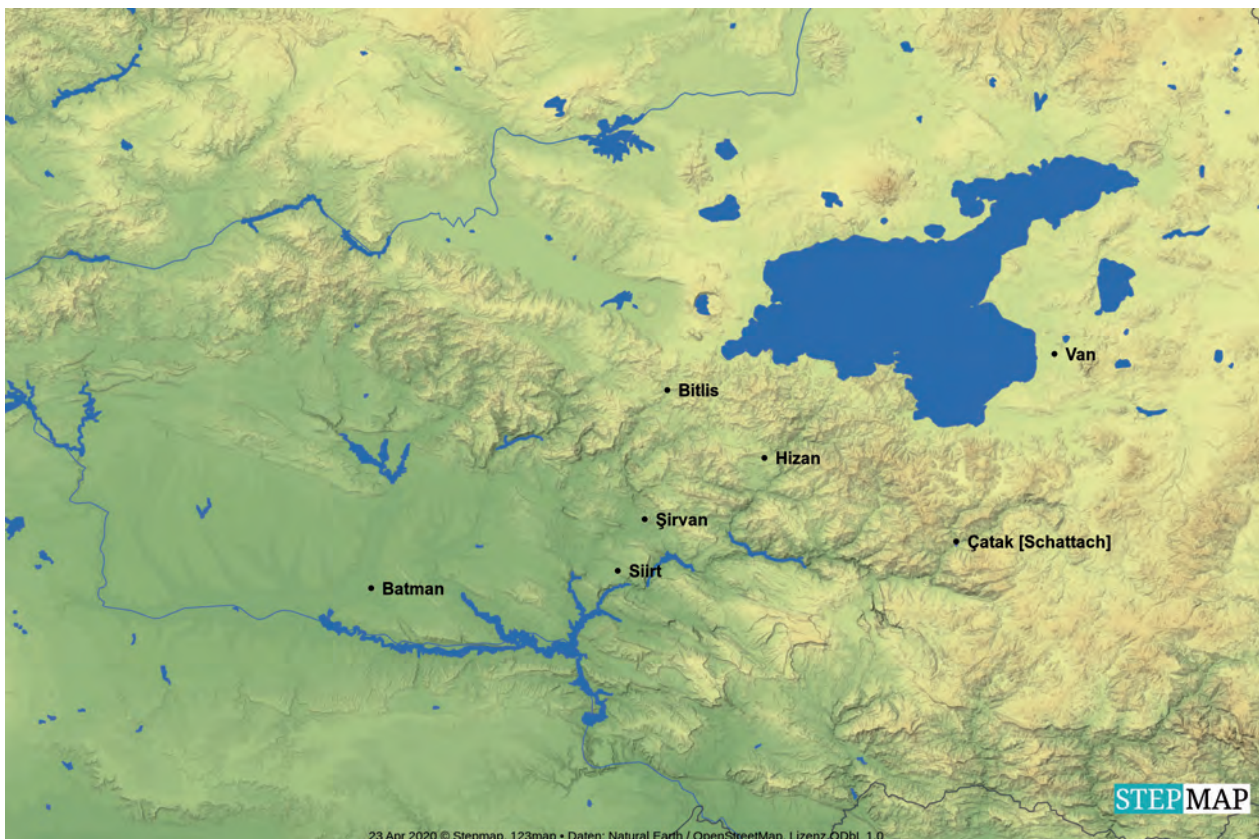 Van
Bitlis
Hizan
Şirvan
Çatak [Schattach]
Siirt
Batman
STEPMAP
23 Apr 2020 © Stepmap, 123map • Daten: Natural Earth / OpenStreetMap, Lizenz ODbL 1.0